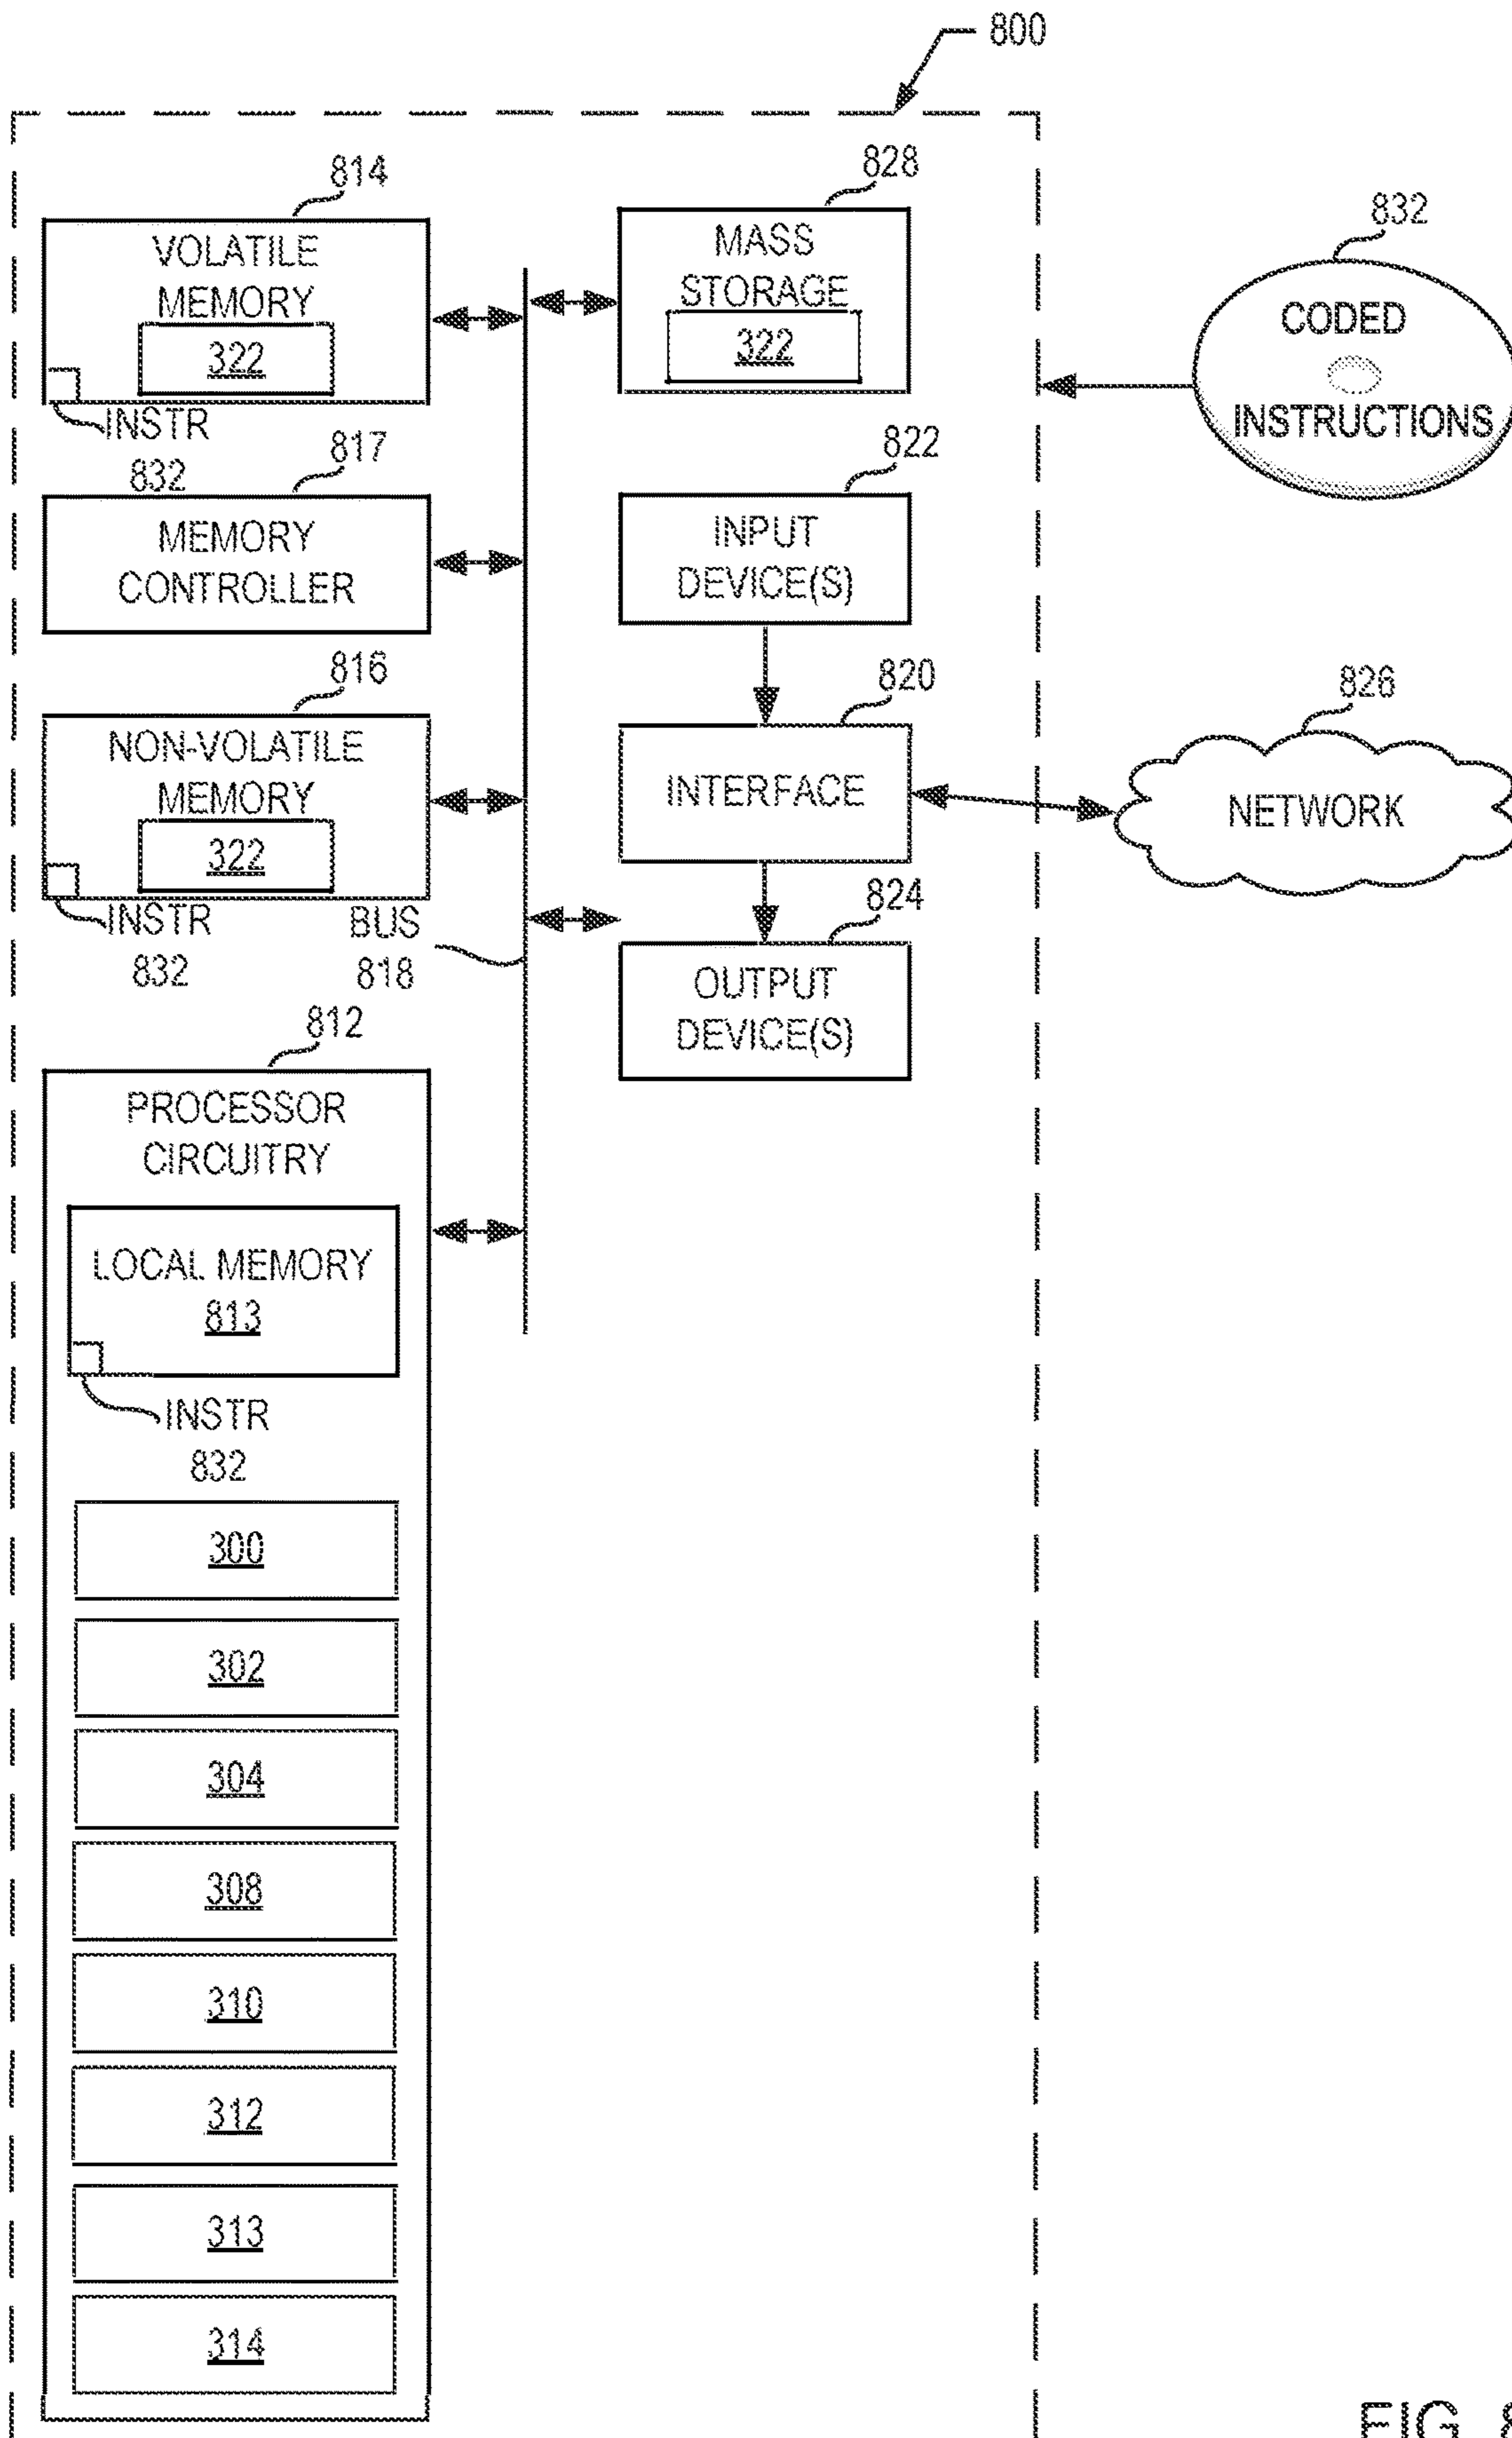 800
814
VOLATILE
MEMORY
322
INSTR
832
817
MEMORY
CONTROLLER
816
NON-VOLATILE
MEMORY
322
INSTR
832
BUS
818
812
PROCESSOR
CIRCUITRY
LOCAL MEMORY
813
INSTR
832
300
302
304
308
310
312
313
314
828
MASS
STORAGE
322
822
INPUT
DEVICE(S)
820
INTERFACE
824
OUTPUT
DEVICE(S)
832
CODED
INSTRUCTIONS
826
NETWORK
FIG. 8